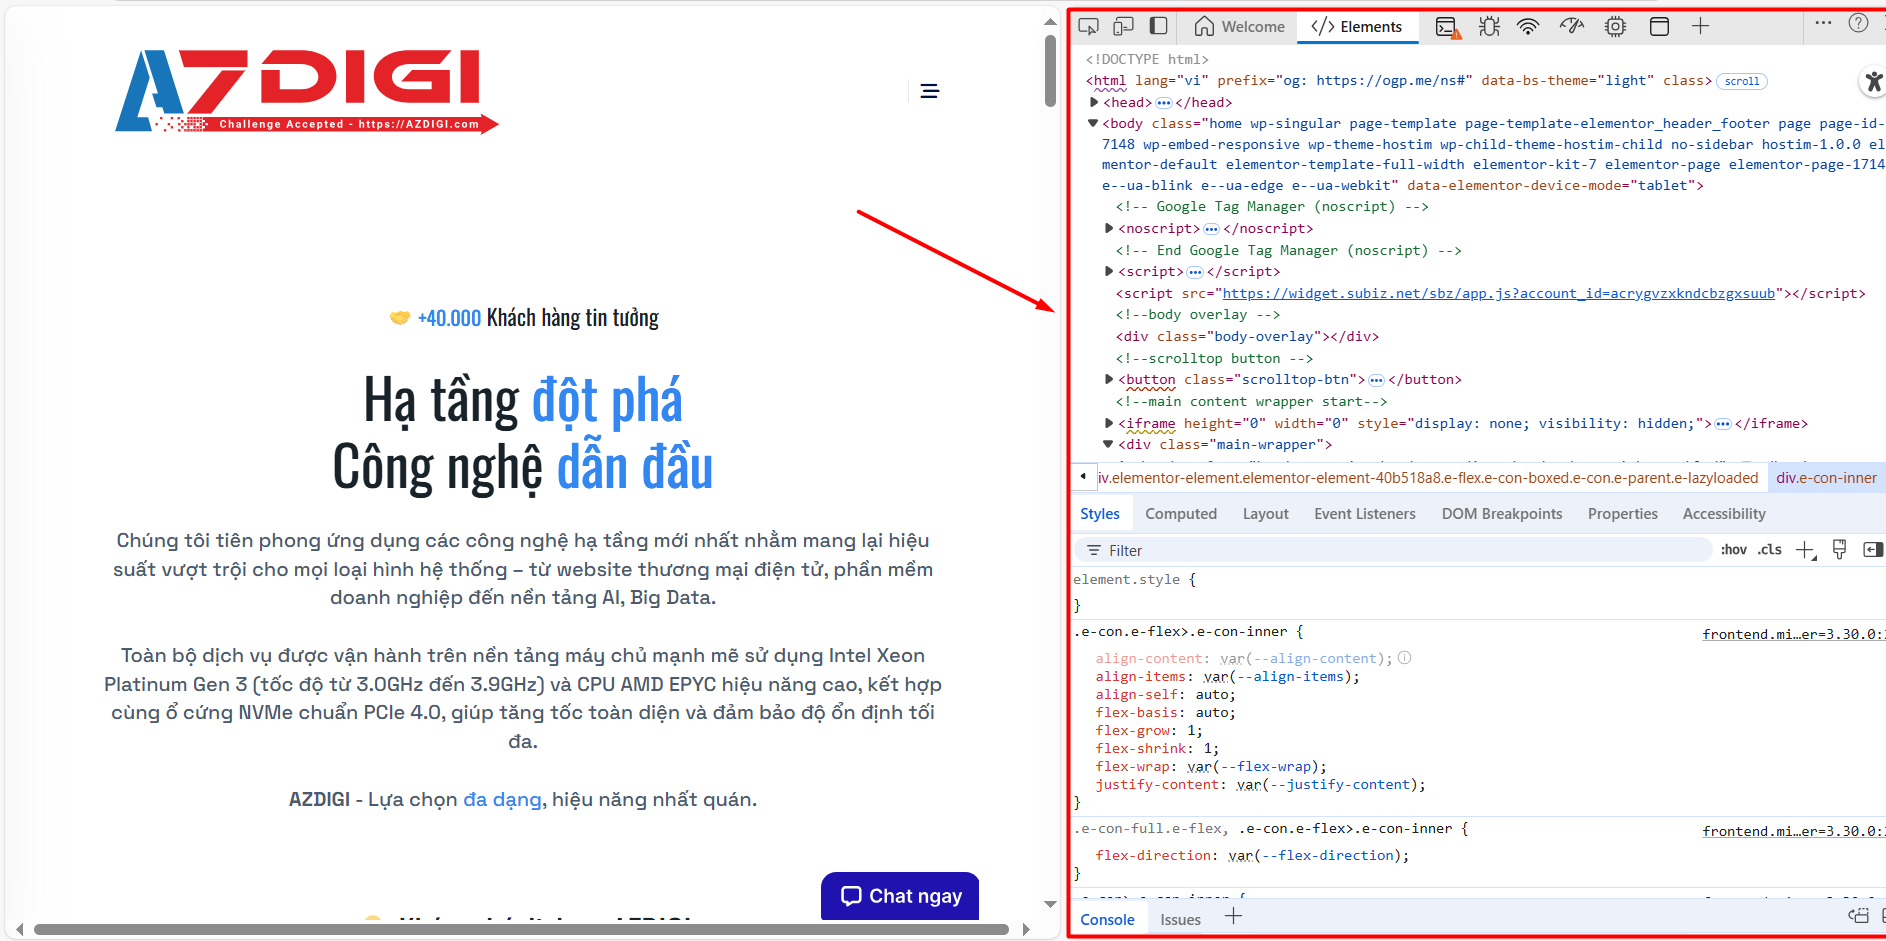 AZDIGI
Challenge Accepted - https://AZDIGI.com
+40.000 Khách hàng tin tưởng
Hạ tầng đột phá
Công nghệ dẫn đầu
Chúng tôi tiên phong ứng dụng các công nghệ hạ tầng mới nhất nhằm mang lại hiệu
suất vượt trội cho mọi loại hình hệ thống – từ website thương mại điện tử, phần mềm
doanh nghiệp đến nền tảng AI, Big Data.
Toàn bộ dịch vụ được vận hành trên nền tảng máy chủ mạnh mẽ sử dụng Intel Xeon
Platinum Gen 3 (tốc độ từ 3.0GHz đến 3.9GHz) và CPU AMD EPYC hiệu năng cao, kết hợp
cùng ổ cứng NVMe chuẩn PCIe 4.0, giúp tăng tốc toàn diện và đảm bảo độ ổn định tối
đa.
AZDIGI - Lựa chọn đa dạng, hiệu năng nhất quán.
Chat ngay
Welcome
</> Elements
<!DOCTYPE html>
<html lang="vi" prefix="og: https://ogp.me/ns#" data-bs-theme="light" class> scroll
<head> ••• </head>
<body class="home wp-singular page-template page-template-elementor_header_footer page page-id-
7148 wp-embed-responsive wp-theme-hostim wp-child-theme-hostim-child no-sidebar hostim-1.0.0 el
mentor-default elementor-template-full-width elementor-kit-7 elementor-page elementor-page-1714
e--ua-blink e--ua-edge e--ua-webkit" data-elementor-device-mode="tablet">
<!-- Google Tag Manager (noscript) -->
<noscript> ••• </noscript>
<!-- End Google Tag Manager (noscript) -->
<script> ••• </script>
<script src="https://widget.subiz.net/sbz/app.js?account_id=acrygvzxkndcbzgxsuub"></script>
<!--body overlay -->
<div class="body-overlay"></div>
<!--scrolltop button -->
<button class="scrolltop-btn"> ••• </button>
<!--main content wrapper start-->
<iframe height="0" width="0" style="display: none; visibility: hidden;"> ••• </iframe>
<div class="main-wrapper">
iv.elementor-element.elementor-element-40b518a8.e-flex.e-con-boxed.e-con.e-parent.e-lazyloaded div.e-con-inner
Styles Computed Layout Event Listeners DOM Breakpoints Properties Accessibility
Filter :hov .cls
element.style {
}
.e-con.e-flex>.e-con-inner { frontend.mi…er=3.30.0:
align-content: var(--align-content);
align-items: var(--align-items);
align-self: auto;
flex-basis: auto;
flex-grow: 1;
flex-shrink: 1;
flex-wrap: var(--flex-wrap);
justify-content: var(--justify-content);
}
.e-con-full.e-flex, .e-con.e-flex>.e-con-inner { frontend.mi…er=3.30.0:
flex-direction: var(--flex-direction);
}
Console Issues